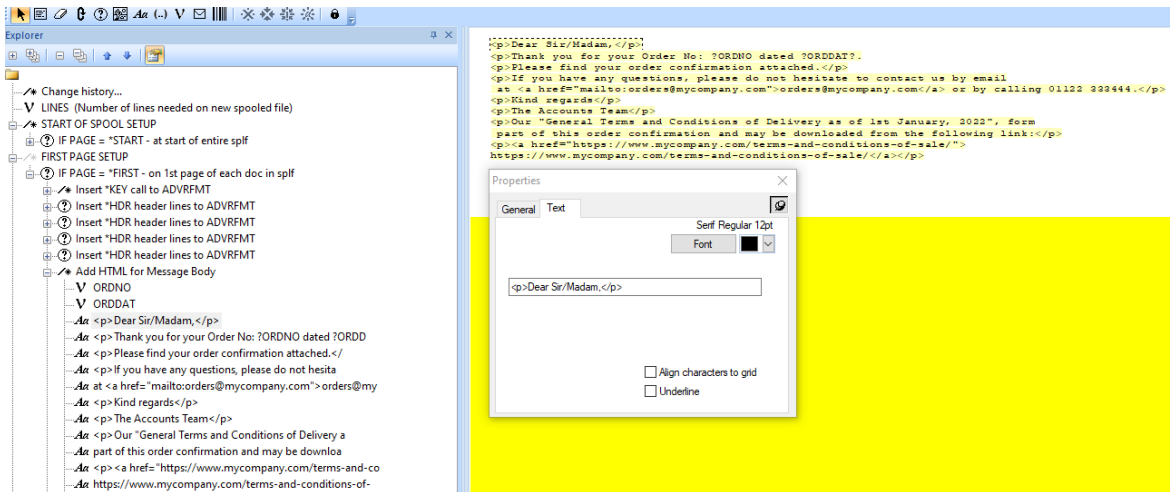 Aa (..) V
Explorer
Change history...
V LINES (Number of lines needed on new spooled file)
/* START OF SPOOL SETUP
(?) IF PAGE = *START - at start of entire splf
/* FIRST PAGE SETUP
(?) IF PAGE = *FIRST - on 1st page of each doc in splf
/* Insert *KEY call to ADVRFMT
(?) Insert *HDR header lines to ADVRFMT
(?) Insert *HDR header lines to ADVRFMT
(?) Insert *HDR header lines to ADVRFMT
(?) Insert *HDR header lines to ADVRFMT
/* Add HTML for Message Body
V ORDNO
V ORDDAT
Aa <p>Dear Sir/Madam,</p>
Aa <p>Thank you for your Order No: ?ORDNO dated ?ORDD
Aa <p>Please find your order confirmation attached.</
Aa <p>If you have any questions, please do not hesita
Aa at <a href="mailto:orders@mycompany.com">orders@my
Aa <p>Kind regards</p>
Aa <p>The Accounts Team</p>
Aa <p>Our "General Terms and Conditions of Delivery a
Aa part of this order confirmation and may be downloa
Aa <p><a href="https://www.mycompany.com/terms-and-co
Aa https://www.mycompany.com/terms-and-conditions-of-
<p>Dear Sir/Madam,</p>
<p>Thank you for your Order No: ?ORDNO dated ?ORDDAT?.
<p>Please find your order confirmation attached.</p>
<p>If you have any questions, please do not hesitate to contact us by email
at <a href="mailto:orders@mycompany.com">orders@mycompany.com</a> or by calling 01122 333444.</p>
<p>Kind regards</p>
<p>The Accounts Team</p>
<p>Our "General Terms and Conditions of Delivery as of 1st January, 2022", form
part of this order confirmation and may be downloaded from the following link:</p>
<p><a href="https://www.mycompany.com/terms-and-conditions-of-sale/">
https://www.mycompany.com/terms-and-conditions-of-sale/</a></p>
Properties
General Text
Serif Regular 12pt
Font
<p>Dear Sir/Madam,</p>
Align characters to grid
Underline